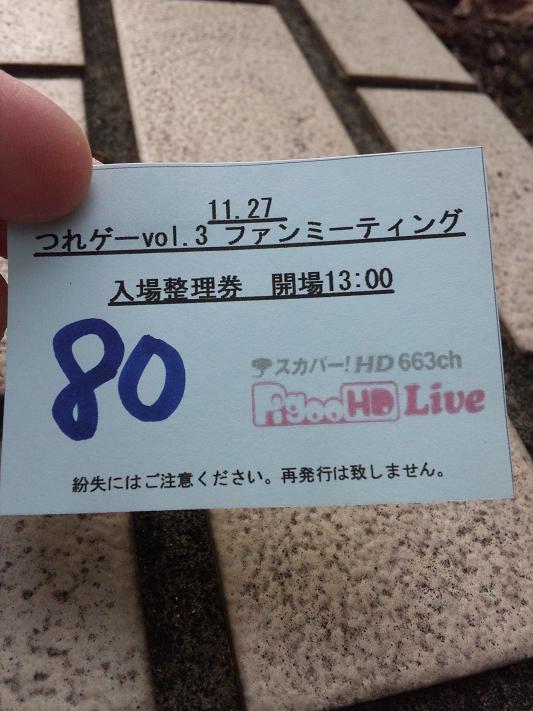 11.27
つれゲーvol.3 ファンミーティング
入場整理券 開場13:00
80
スカパー!HD 663ch
PigooHD Live
紛失にはご注意ください。再発行は致しません。